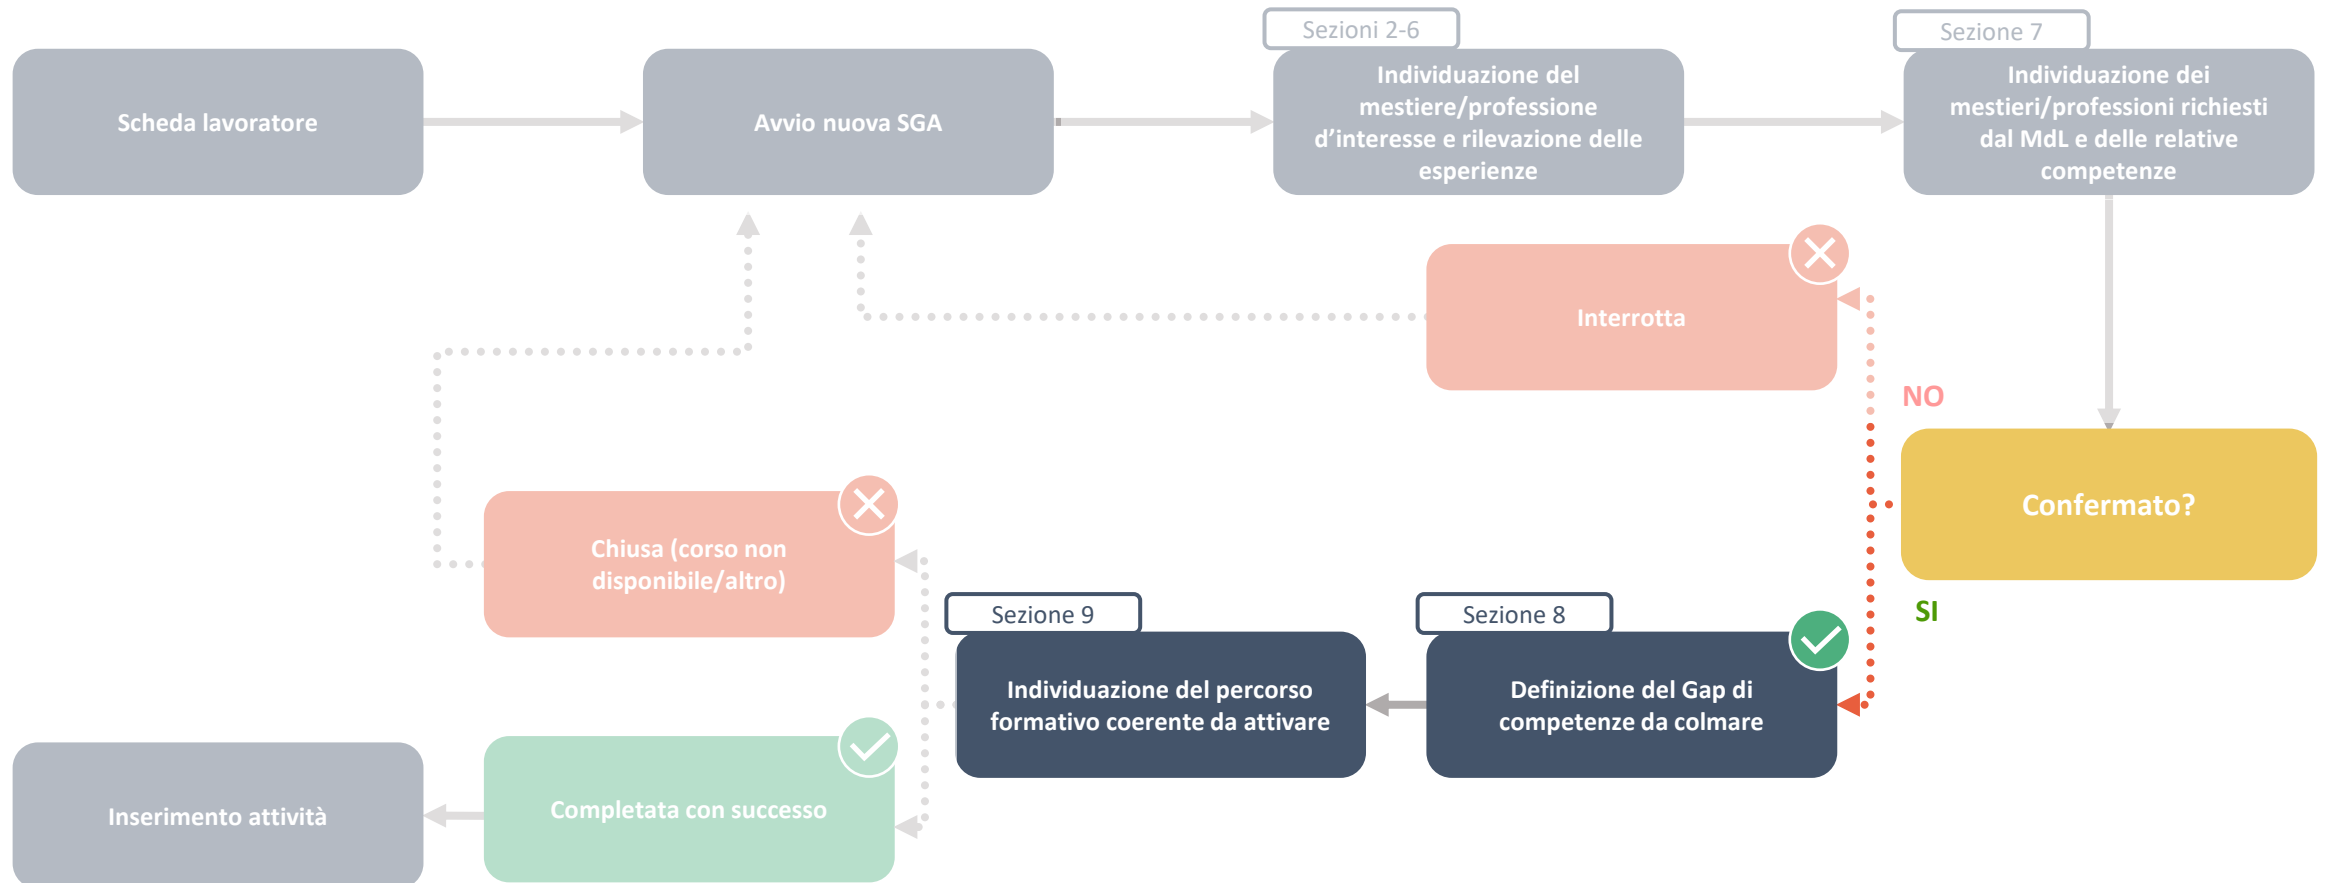 Scheda lavoratore
Avvio nuova SGA
Sezioni 2-6
Individuazione del
mestiere/professione
d’interesse e rilevazione delle
esperienze
Sezione 7
Individuazione dei
mestieri/professioni richiesti
dal MdL e delle relative
competenze
Interrotta
NO
Confermato?
SI
Chiusa (corso non
disponibile/altro)
Sezione 9
Individuazione del percorso
formativo coerente da attivare
Sezione 8
Definizione del Gap di
competenze da colmare
Inserimento attività
Completata con successo